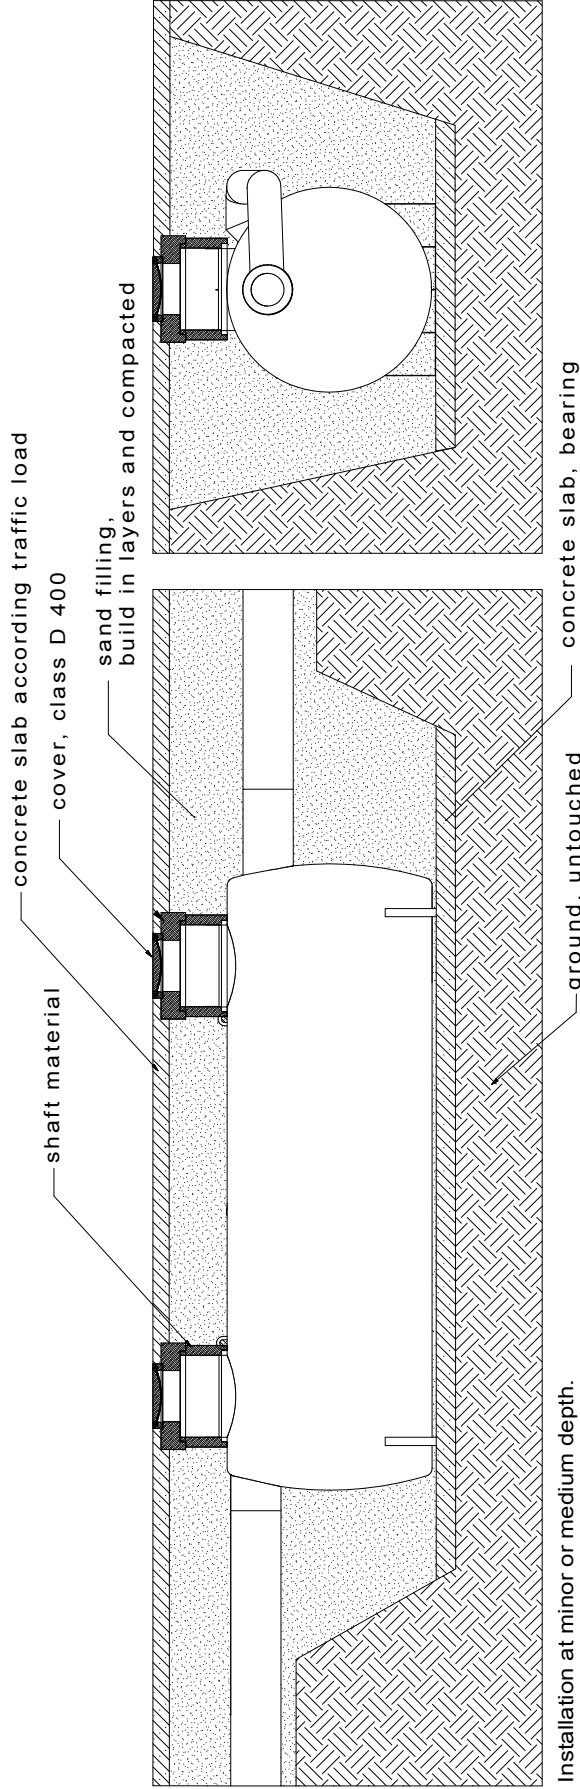 concrete slab according traffic load
cover, class D 400
sand filling,
build in layers and compacted
shaft material
concrete slab, bearing
ground, untouched
Installation at minor or medium depth.